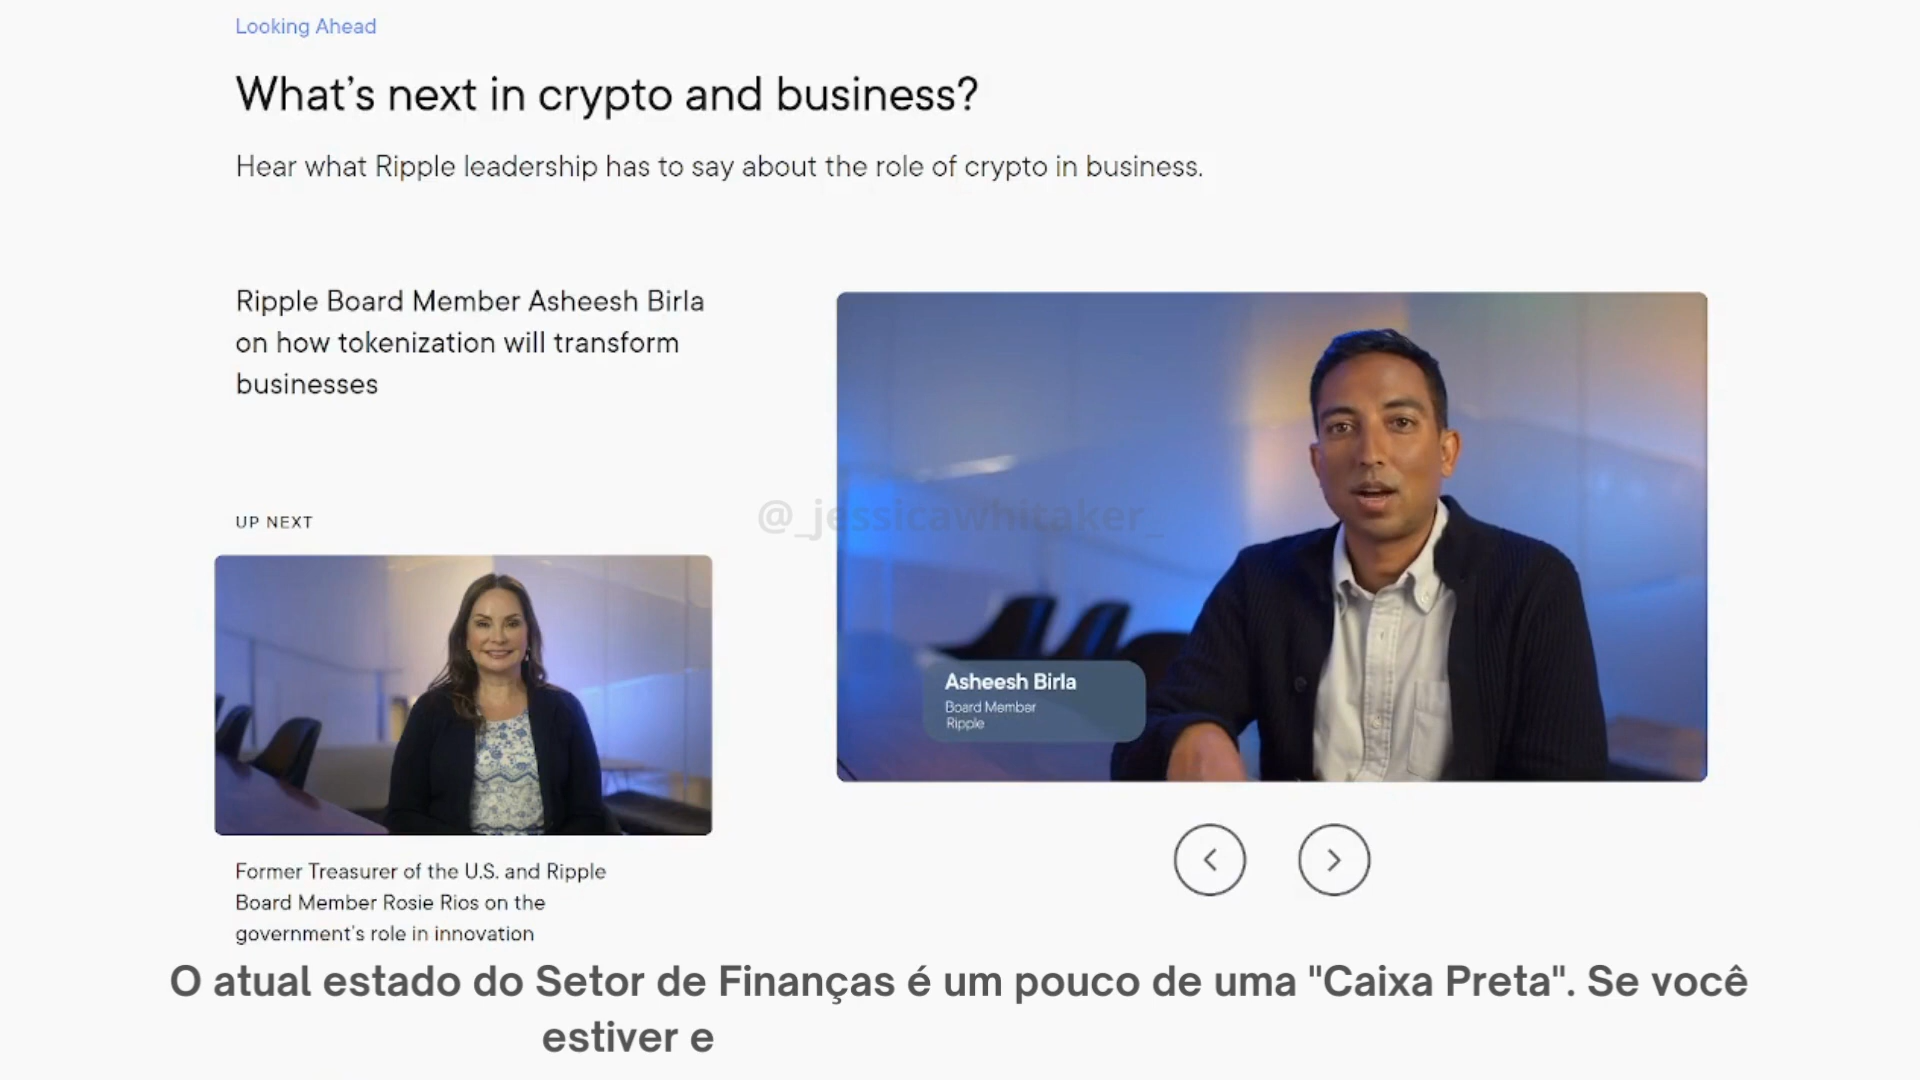 Looking Ahead
What's next in crypto and business?
Hear what Ripple leadership has to say about the role of crypto in business.
Ripple Board Member Asheesh Birla
on how tokenization will transform
businesses
@_jessicawhitaker_
UP NEXT
Asheesh Birla
Board Member
Ripple
Former Treasurer of the U.S. and Ripple
Board Member Rosie Rios on the
government's role in innovation
O atual estado do Setor de Finanças é um pouco de uma "Caixa Preta". Se você
estiver e